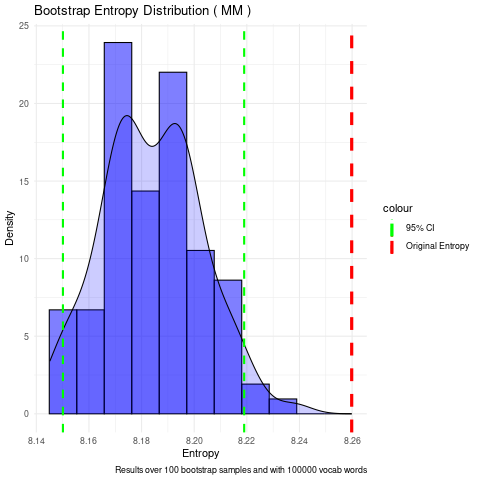 Bootstrap Entropy Distribution ( MM )
25
20
15
10
5
0
Density
8.14
8.16
8.18
8.20
8.22
8.24
8.26
Entropy
Results over 100 bootstrap samples and with 100000 vocab words
colour
95% CI
Original Entropy